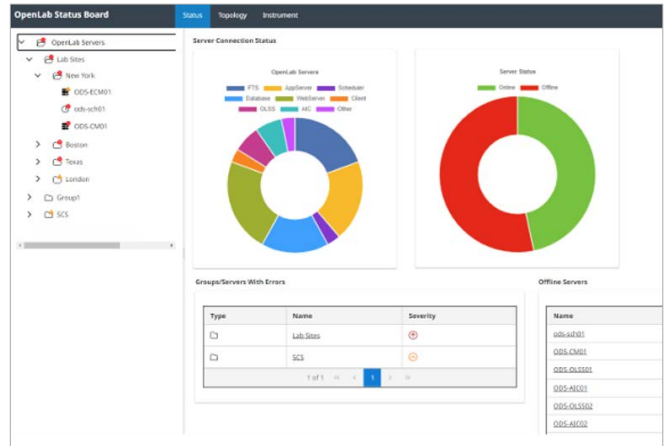 OpenLab Status Board
Status Topology Instrument
OpenLab Servers
Lab Sites
New York
ODS-ECM01
ods-sch01
ODS-CM01
Boston
Texas
London
Group1
SCS
Server Connection Status
OpenLab Servers
FTS AppServer Scheduler
Database WebServer Client
OLSS AIC Other
Server Status
Online Offline
Groups/Servers With Errors
Type Name Severity
Lab Sites
SCS
1 of 1 << < 1 > >>
Offline Servers
Name
ods-sch01
ODS-CM01
ODS-OLSS01
ODS-AIC01
ODS-OLSS02
ODS-AIC02